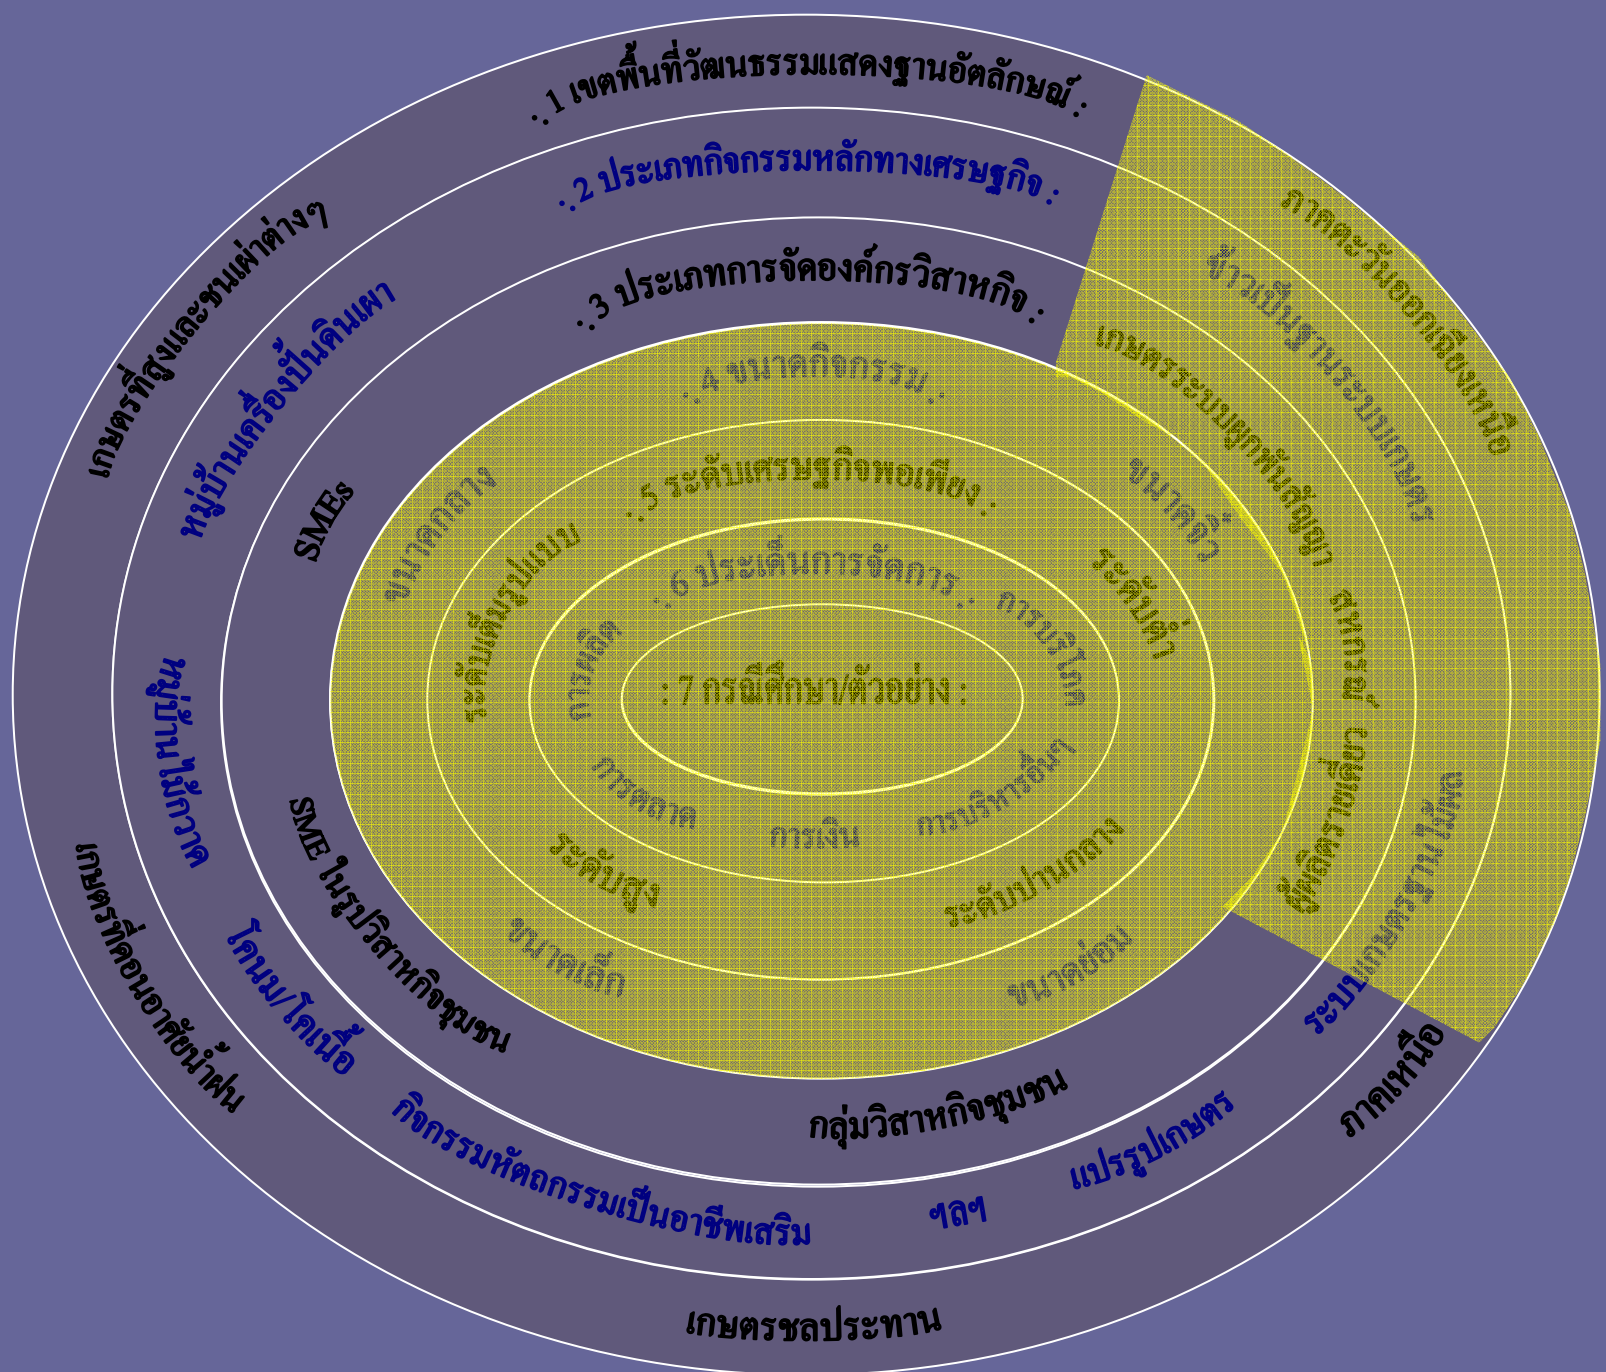 :.1 เขตพื้นที่วัฒนธรรมแสดงฐานอัตลักษณ์ .:
ภาคตะวันออกเฉียงเหนือ
ภาคเหนือ
เกษตรชลประทาน
เกษตรที่ดอนอาศัยน้ำฝน
เกษตรที่สูงและชนเผ่าต่างๆ
:.2 ประเภทกิจกรรมหลักทางเศรษฐกิจ .:
ข้าวเป็นฐานระบบเกษตร
ระบบเกษตรฐานไม้ผล
แปรรูปเกษตร
ฯลฯ
กิจกรรมหัตถกรรมเป็นอาชีพเสริม
โคนม/โคเนื้อ
หมู่บ้านไม้กวาด
หมู่บ้านเครื่องปั้นดินเผา
:.3 ประเภทการจัดองค์กรวิสาหกิจ .:
เกษตรระบบผูกพันสัญญา
สหกรณ์
ผู้ผลิตรายเดียว
กลุ่มวิสาหกิจชุมชน
SME ในรูปวิสาหกิจชุมชน
SMEs
:.4 ขนาดกิจกรรม.:
ขนาดจิ๋ว
ขนาดย่อม
ขนาดเล็ก
ขนาดกลาง
:.5 ระดับเศรษฐกิจพอเพียง.:
ระดับต่ำ
ระดับปานกลาง
ระดับสูง
ระดับเต็มรูปแบบ
:.6 ประเด็นการจัดการ.:
การบริโภค
การบริหารอื่นๆ
การเงิน
การตลาด
การผลิต
: 7 กรณีศึกษา/ตัวอย่าง :